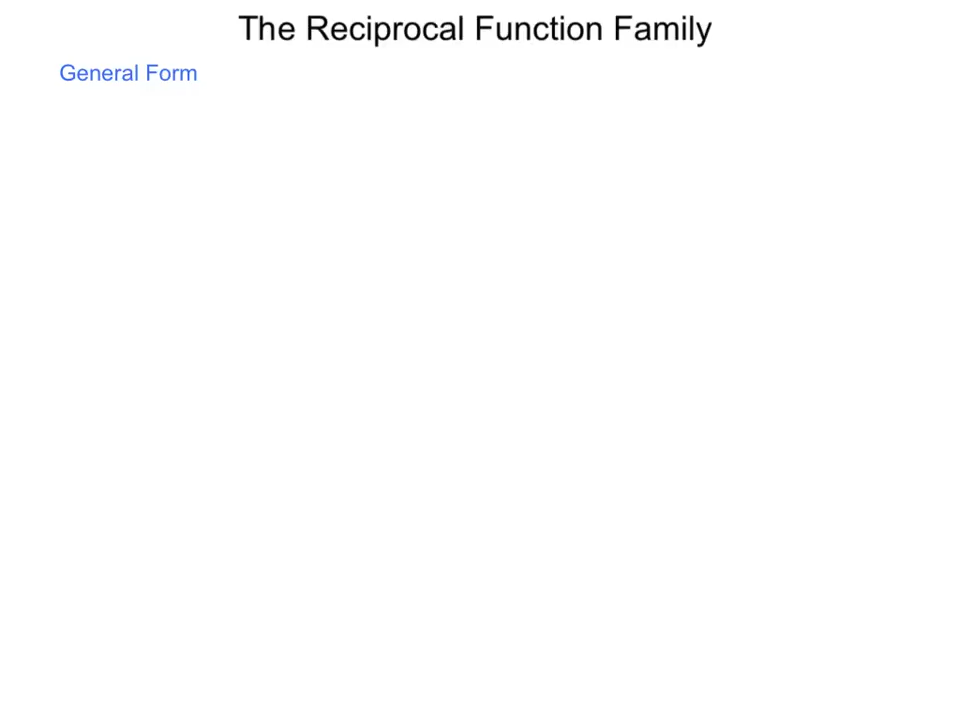 The Reciprocal Function Family
General Form